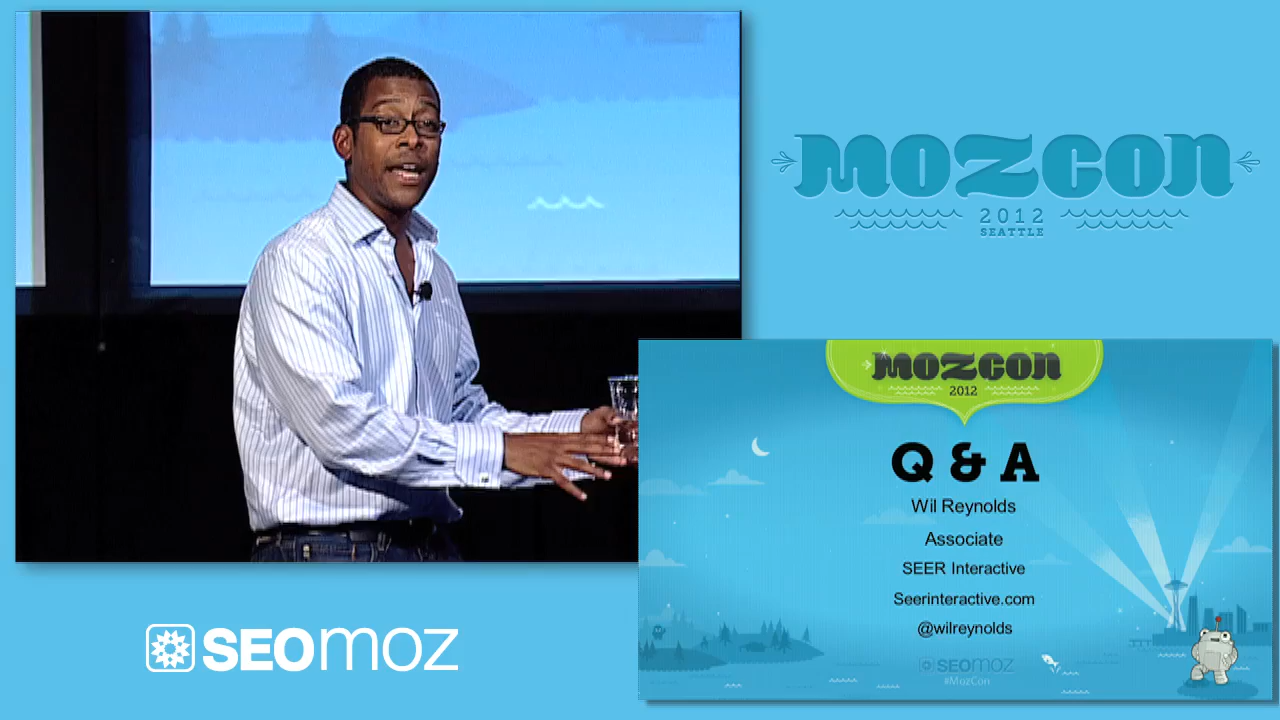 MOZCON
2012
SEATTLE
MOZCON
2012
Q & A
Wil Reynolds
Associate
SEER Interactive
Seerinteractive.com
@wilreynolds
SEOMOZ
#MozCon
SEOMOZ